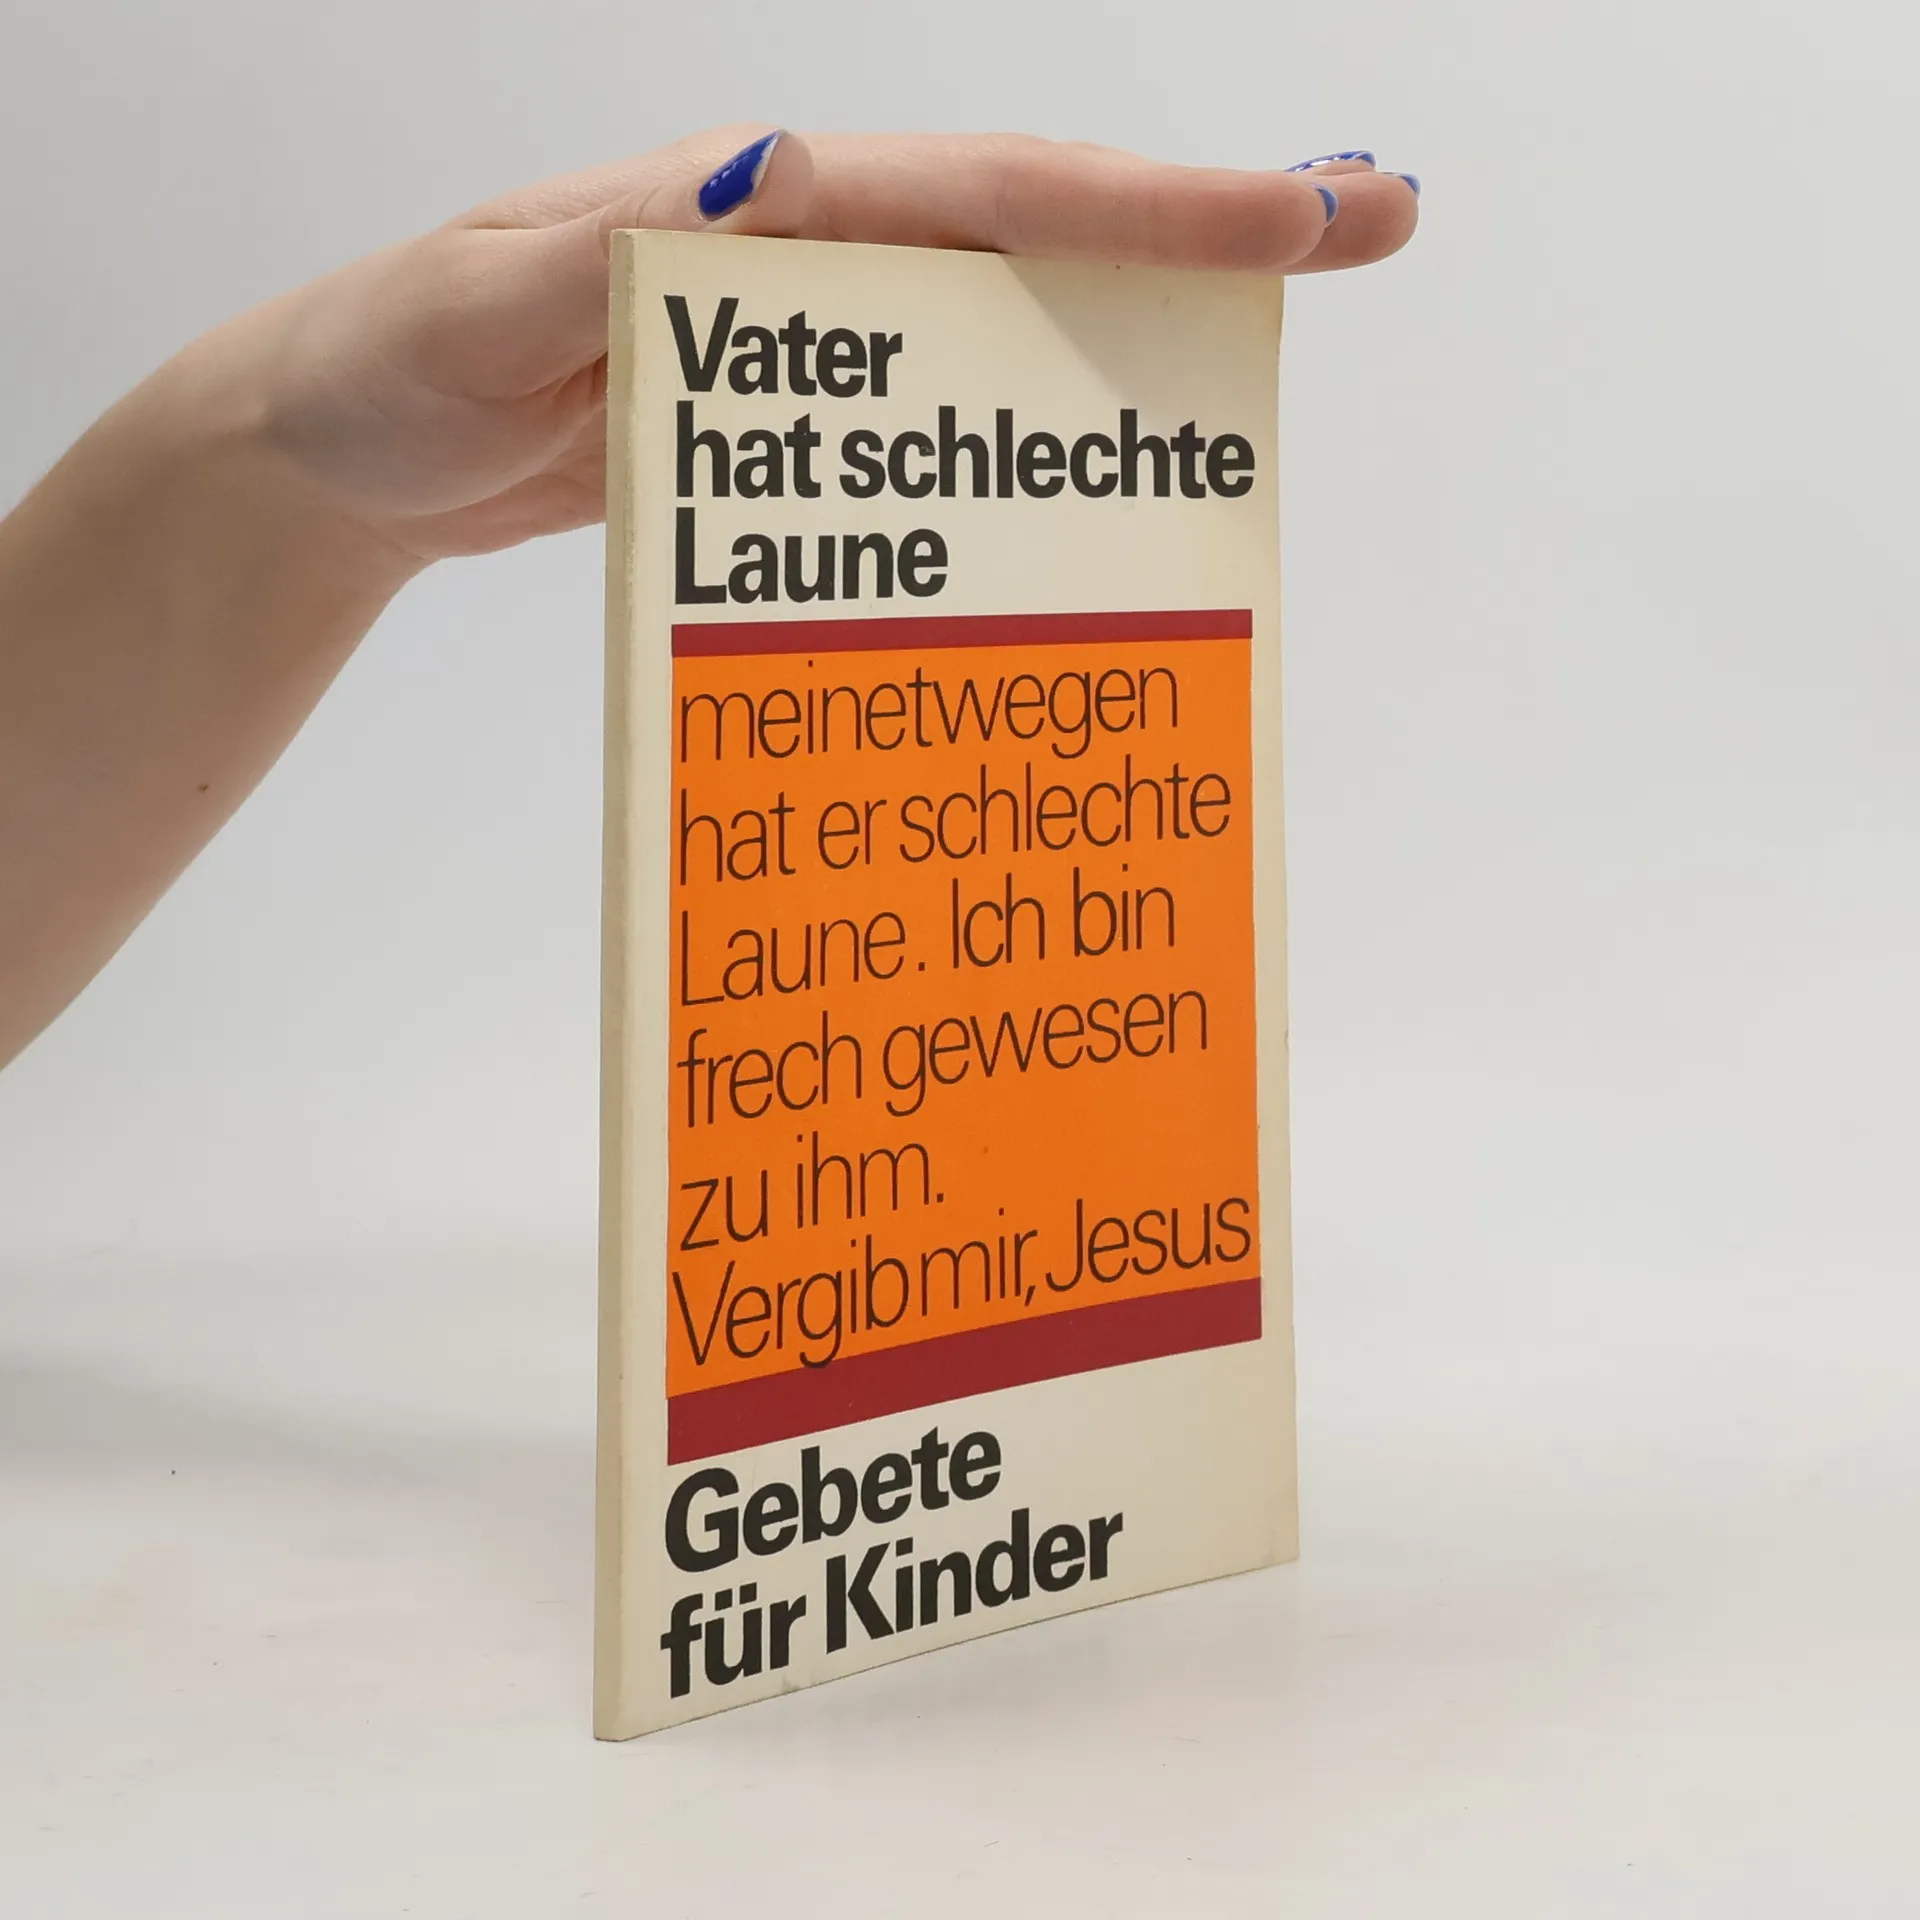 Vater
hat schlechte
Laune
meinetwegen
hat er schlechte
Laune. Ich bin
frech gewesen
zu ihm.
Vergib mir, Jesus
Gebete
für Kinder